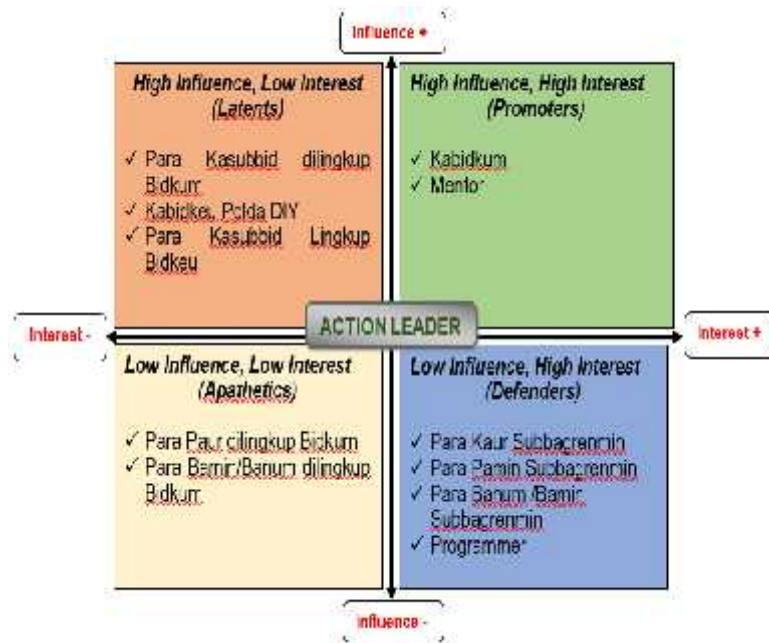 Influence +
High Influence, Low Interest
(Latents)
✓ Para Kasubbid dilingkup
Bidkum
✓ Kabidkeu Polda DIY
✓ Para Kasubbid Lingkup
Bidkeu
High Influence, High Interest
(Promoters)
✓ Kabidkum
✓ Mentor
Interest -
ACTION LEADER
Interest +
Low Influence, Low Interest
(Apathetics)
✓ Para Paur dilingkup Bidkum
✓ Para Bamin/Banum dilingkup
Bidkum
Low Influence, High Interest
(Defenders)
✓ Para Kaur Subbagrenmin
✓ Para Pamin Subbagrenmin
✓ Para Banum /Bamin
Subbagrenmin
✓ Programmer
Influence -